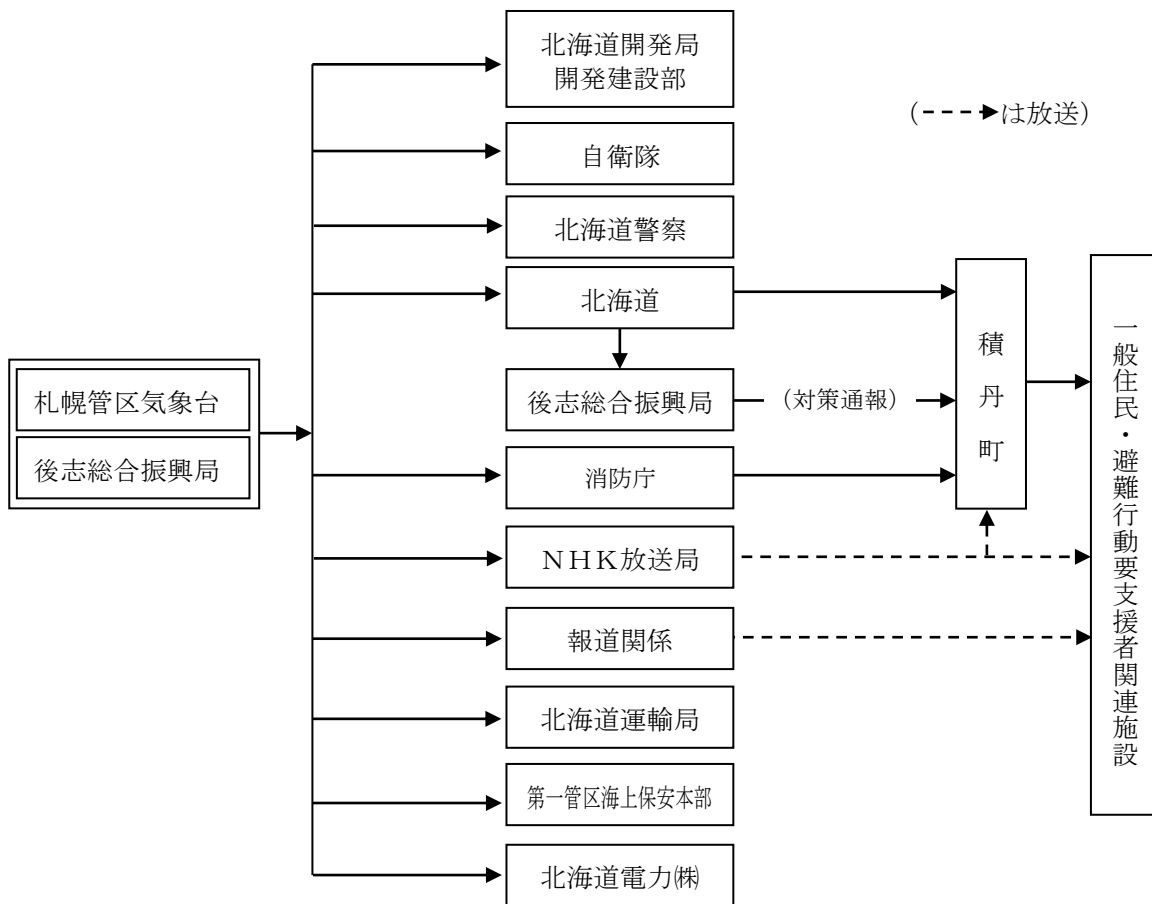 北海道開発局
開発建設部
(は放送)
自衛隊
北海道警察
北海道
積丹町
一般住民・避難行動要支援者関連施設
札幌管区気象台
後志総合振興局
後志総合振興局
(対策通報)
消防庁
NHK放送局
報道関係
北海道運輸局
第一管区海上保安本部
北海道電力㈱